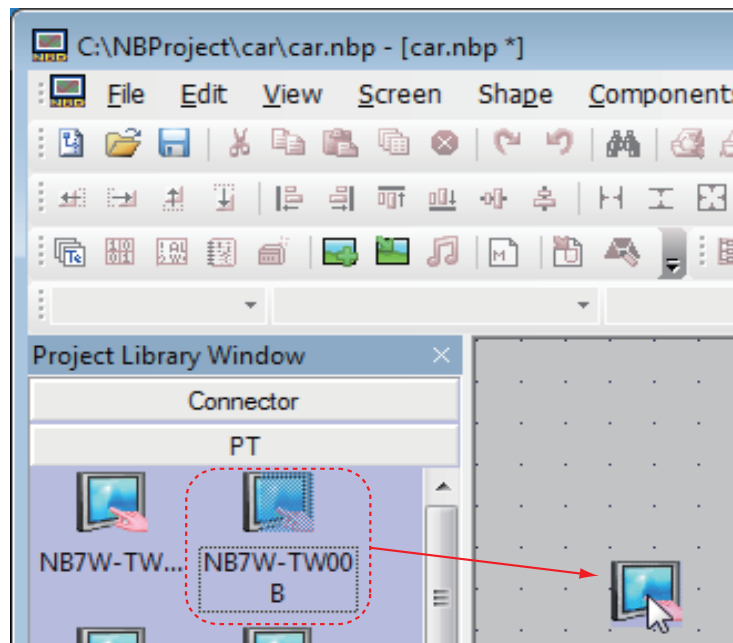 C:\NBProject\car\car.nbp - [car.nbp *]
File Edit View Screen Shape Components
Project Library Window
Connector
PT
NB7W-TW... NB7W-TW00
B